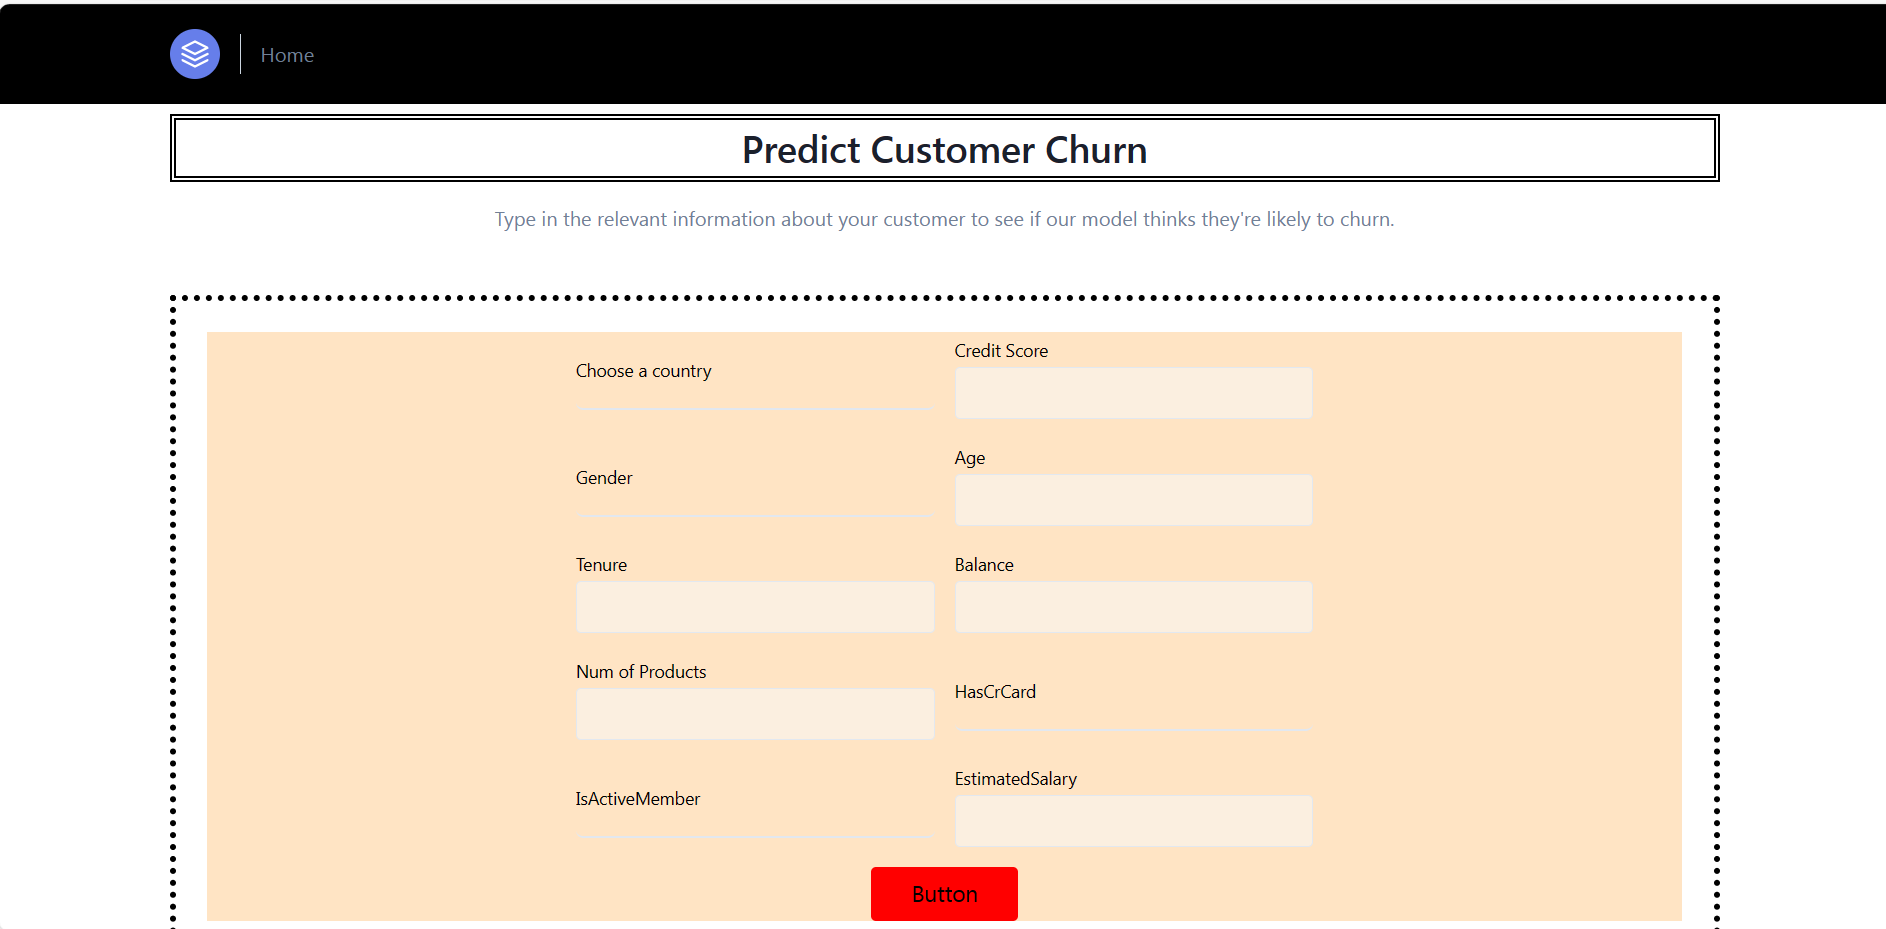 Home
Predict Customer Churn
Type in the relevant information about your customer to see if our model thinks they're likely to churn.
Choose a country
Credit Score
Gender
Age
Tenure
Balance
Num of Products
HasCrCard
IsActiveMember
EstimatedSalary
Button